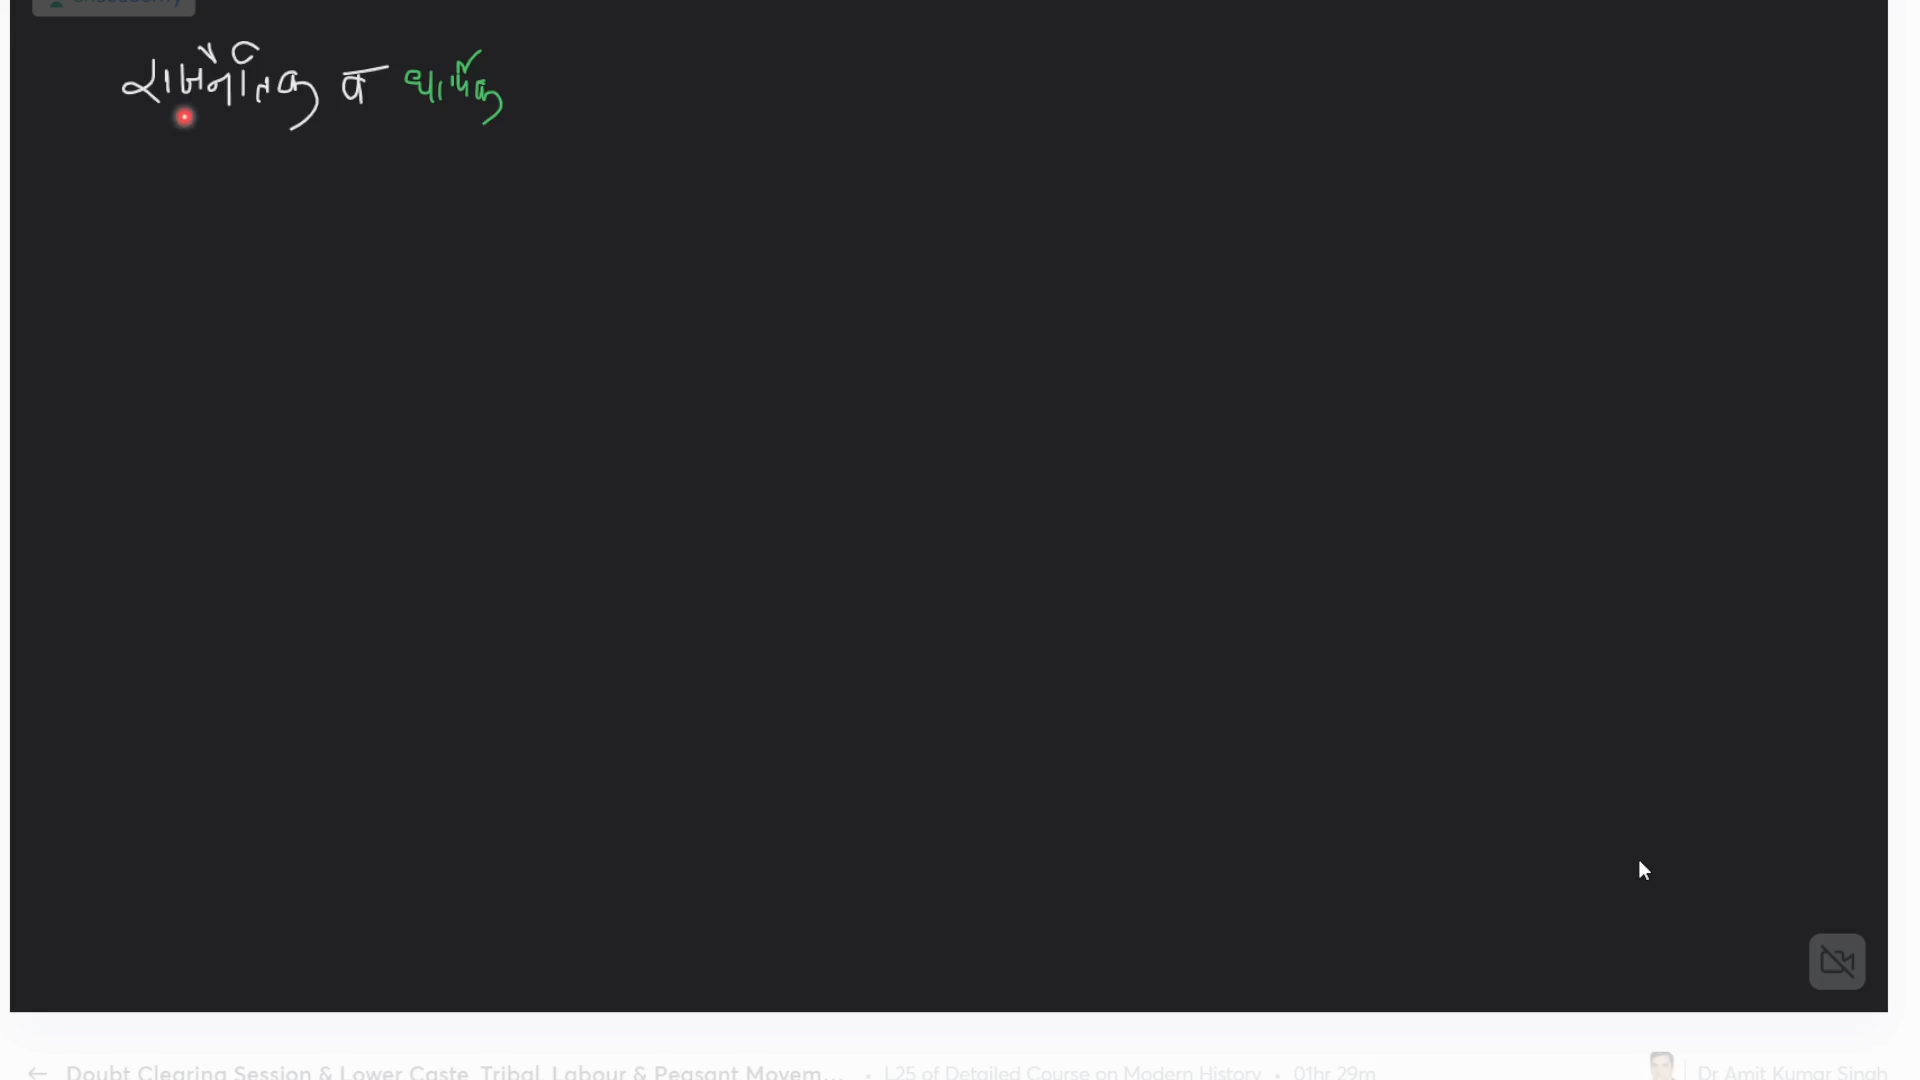 राजनैतिक व धार्मिक
← Doubt Clearing Session & Lower Caste, Tribal, Labour & Peasant Movem... • L25 of Detailed Course on Modern History • 01hr 29m Dr Amit Kumar Singh